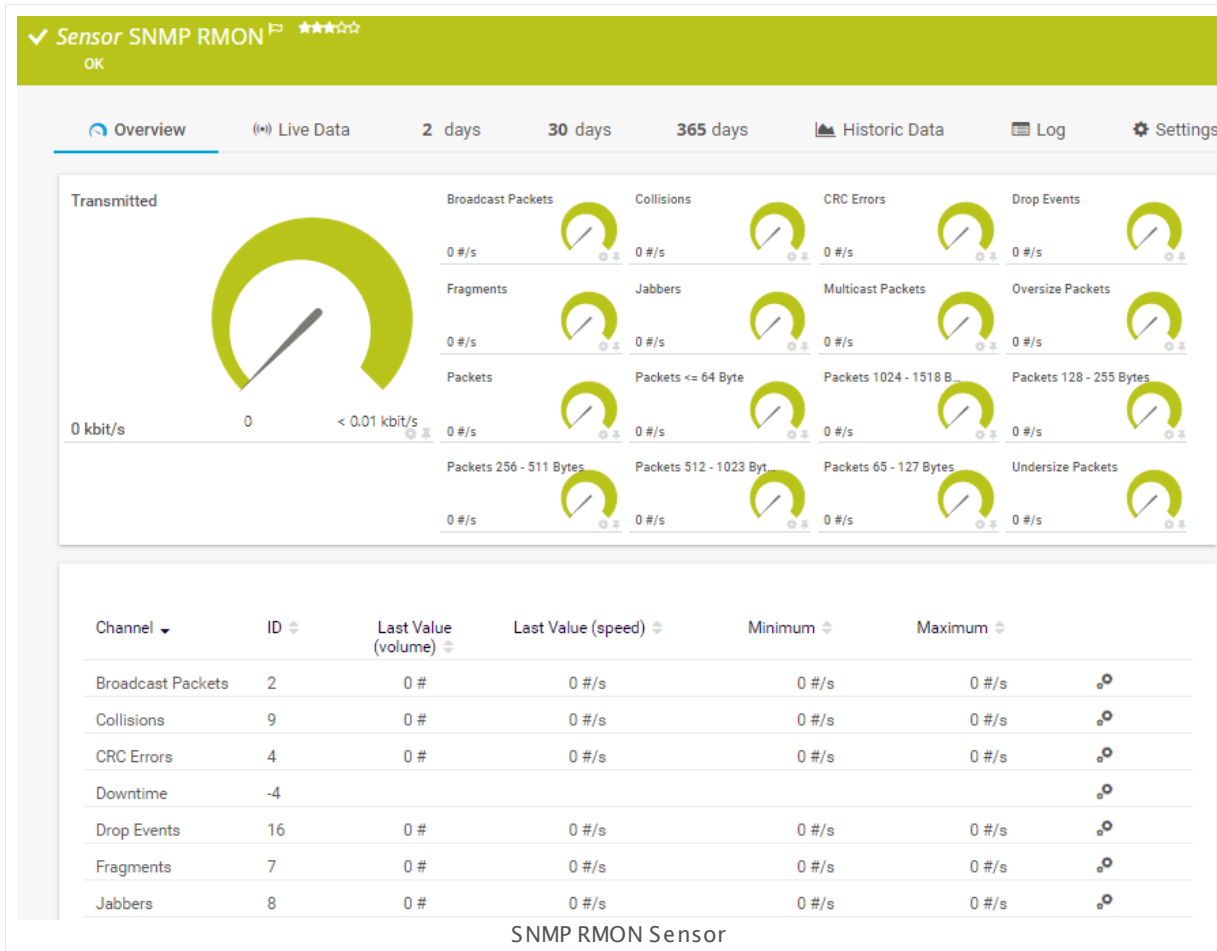 Sensor SNMP RMON
OK
Overview Live Data 2 days 30 days 365 days Historic Data Log Settings
Transmitted
0 kbit/s
0
< 0.01 kbit/s
Broadcast Packets Collisions CRC Errors Drop Events
0 #/s 0 #/s 0 #/s 0 #/s
Fragments Jabbers Multicast Packets Oversize Packets
0 #/s 0 #/s 0 #/s 0 #/s
Packets Packets <= 64 Byte Packets 1024 - 1518 B... Packets 128 - 255 Bytes
0 #/s 0 #/s 0 #/s 0 #/s
Packets 256 - 511 Bytes Packets 512 - 1023 Byt... Packets 65 - 127 Bytes Undersize Packets
0 #/s 0 #/s 0 #/s 0 #/s
Channel ID Last Value (volume) Last Value (speed) Minimum Maximum
Broadcast Packets 2 0 # 0 #/s 0 #/s 0 #/s
Collisions 9 0 # 0 #/s 0 #/s 0 #/s
CRC Errors 4 0 # 0 #/s 0 #/s 0 #/s
Downtime -4
Drop Events 16 0 # 0 #/s 0 #/s 0 #/s
Fragments 7 0 # 0 #/s 0 #/s 0 #/s
Jabbers 8 0 # 0 #/s 0 #/s 0 #/s
SNMP RMON Sensor